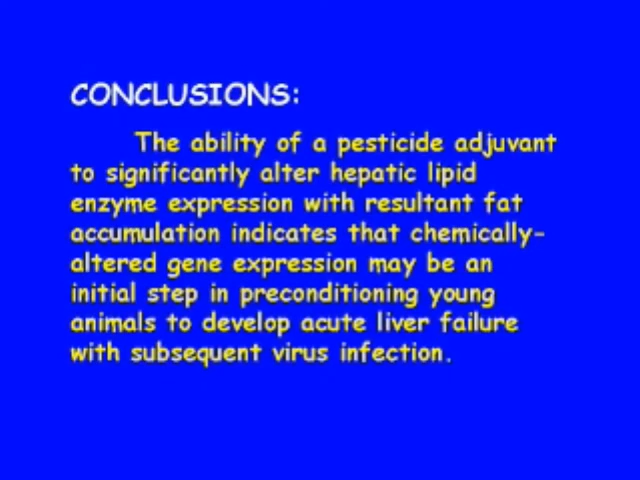 CONCLUSIONS:
The ability of a pesticide adjuvant
to significantly alter hepatic lipid
enzyme expression with resultant fat
accumulation indicates that chemically-
altered gene expression may be an
initial step in preconditioning young
animals to develop acute liver failure
with subsequent virus infection.